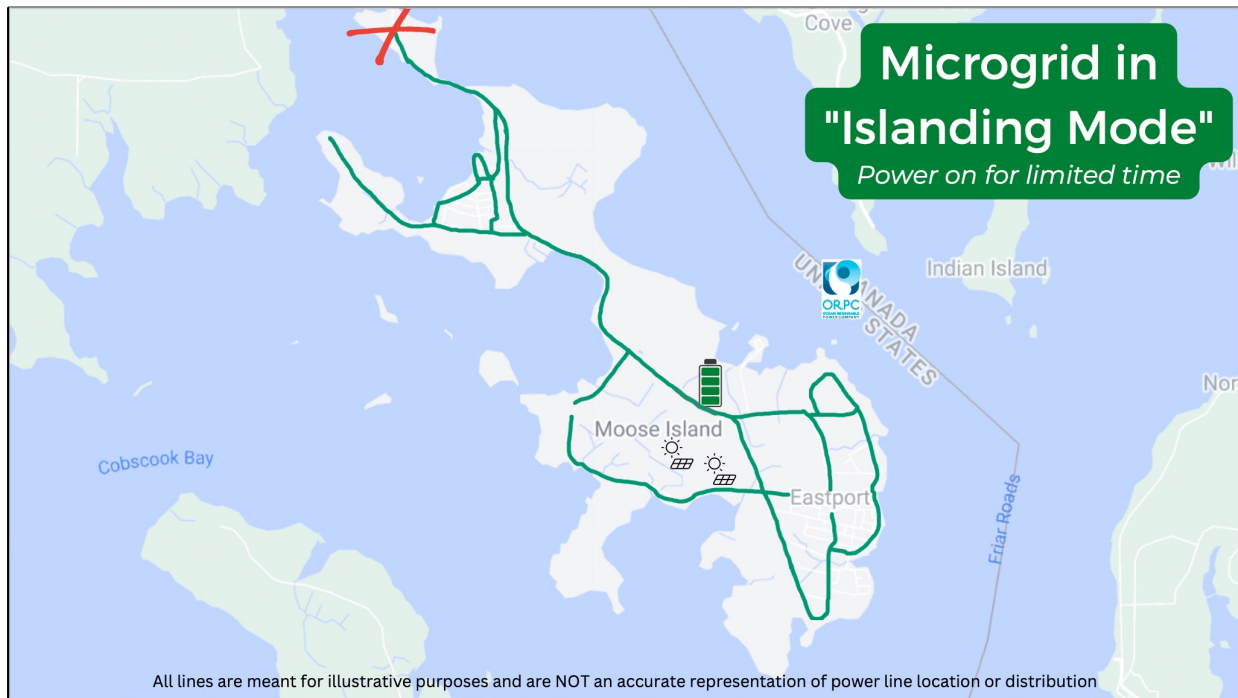 Cove
Microgrid in
"Islanding Mode"
Power on for limited time
Indian Island
ORPC
CANADA
STATES
Nor
Moose Island
Cobscook Bay
Eastport
Friar Roads
All lines are meant for illustrative purposes and are NOT an accurate representation of power line location or distribution